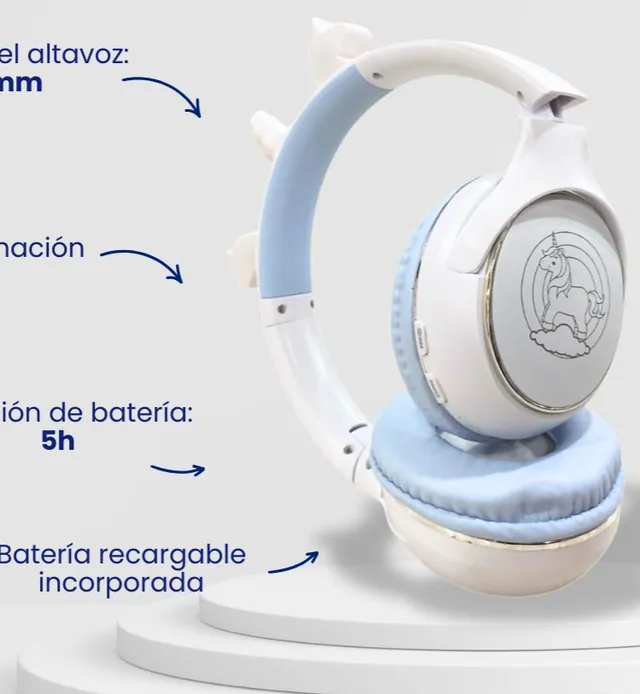 el altavoz:
mm
nación
ión de batería:
5h
Batería recargable
incorporada